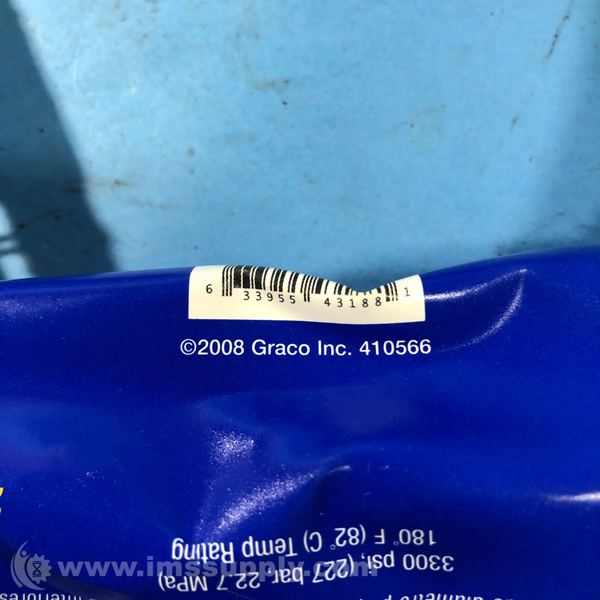 6 33955 43188 1
©2008 Graco Inc. 410566
3300 psi, (227 bar, 22.7 MPa)
180° F (82° C) Temp Rating
www.imssupply.com